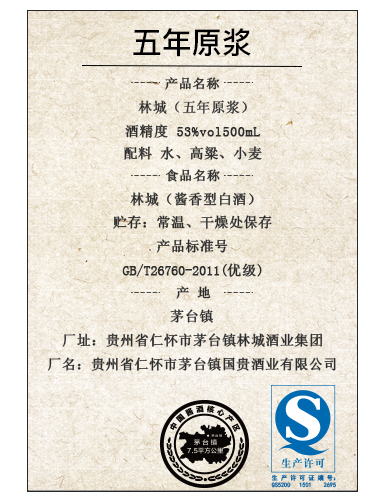 五年原浆
产品名称
林城（五年原浆）
酒精度 53%vol500mL
配料 水、高粱、小麦
食品名称
林城（酱香型白酒）
贮存：常温、干燥处保存
产品标准号
GB/T26760-2011(优级)
产 地
茅台镇
厂址：贵州省仁怀市茅台镇林城酒业集团
厂名：贵州省仁怀市茅台镇国贵酒业有限公司
中国酱酒核心产区
茅台镇
7.5平方公里
生产许可
生产许可证编号：
QS5200 1501 2695